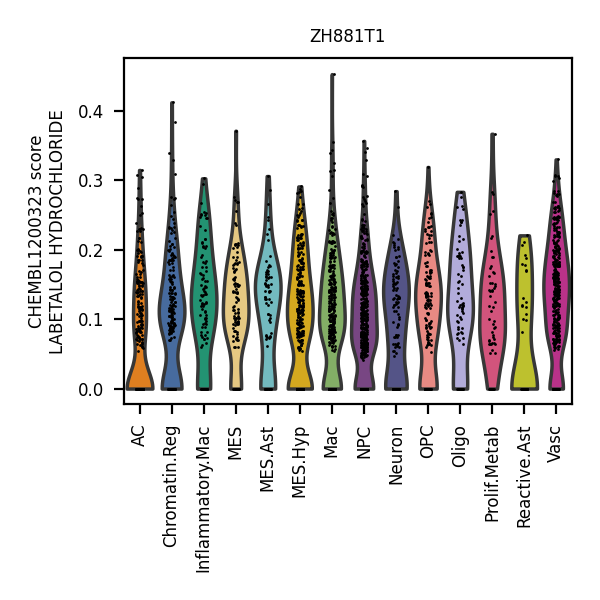 ZH881T1
CHEMBL1200323 score
LABETALOL HYDROCHLORIDE
0.4
0.3
0.2
0.1
0.0
AC
Chromatin.Reg
Inflammatory.Mac
MES
MES.Ast
MES.Hyp
Mac
NPC
Neuron
OPC
Oligo
Prolif.Metab
Reactive.Ast
Vasc